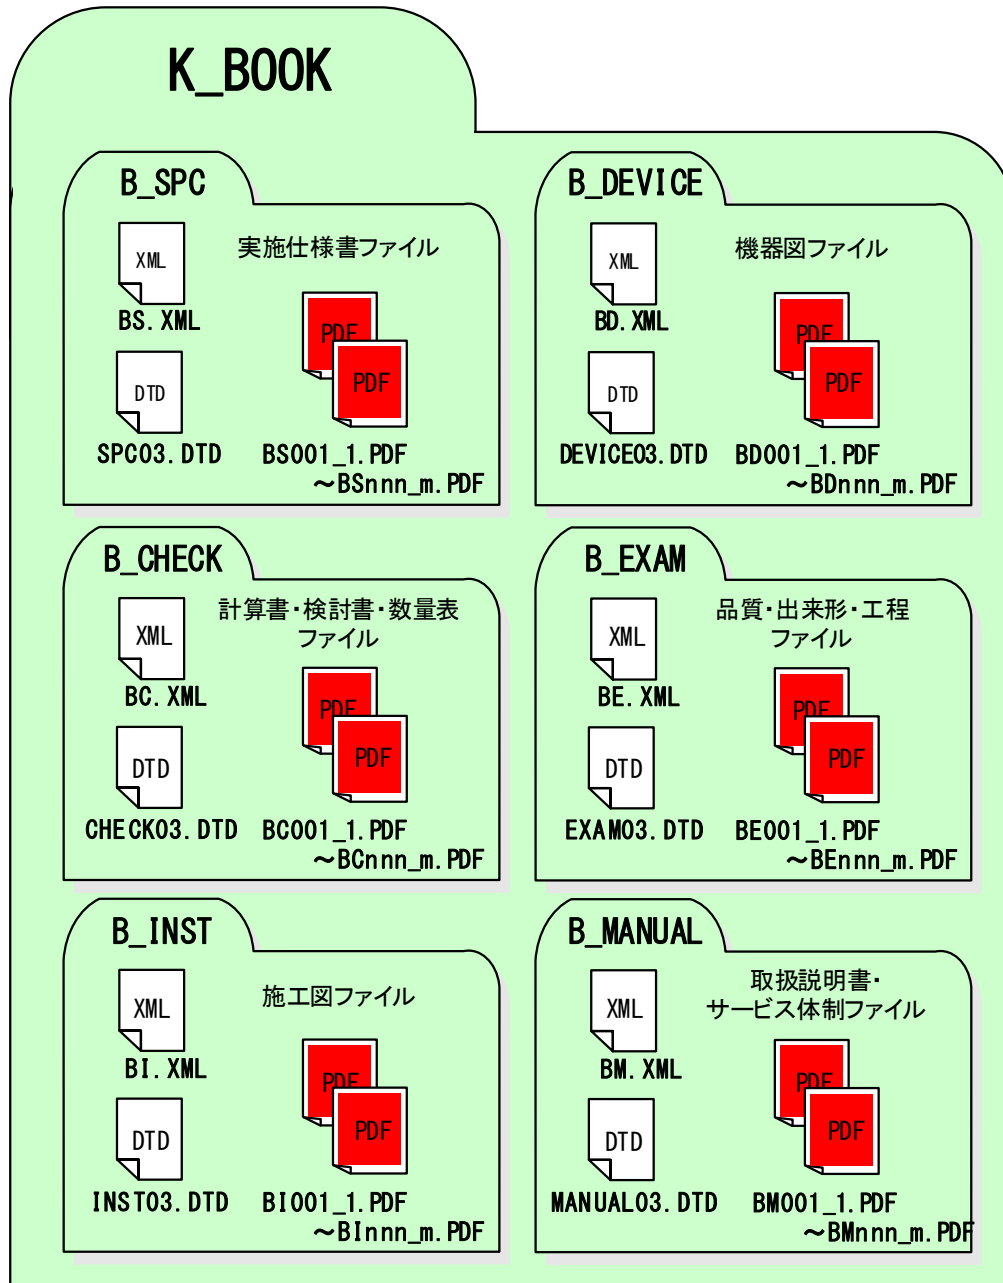 K_BOOK
B_SPC
XML
実施仕様書ファイル
BS.XML
PDF
PDF
DTD
SPC03.DTD
BS001_1.PDF
～BSnnn_m.PDF
B_DEVICE
XML
機器図ファイル
BD.XML
PDF
PDF
DTD
DEVICE03.DTD
BD001_1.PDF
～BDnnn_m.PDF
B_CHECK
XML
計算書・検討書・数量表
ファイル
BC.XML
PDF
PDF
DTD
CHECK03.DTD
BC001_1.PDF
～BCnnn_m.PDF
B_EXAM
XML
品質・出来形・工程
ファイル
BE.XML
PDF
PDF
DTD
EXAM03.DTD
BE001_1.PDF
～BEnnn_m.PDF
B_INST
XML
施工図ファイル
BI.XML
PDF
PDF
DTD
INST03.DTD
BI001_1.PDF
～BInnn_m.PDF
B_MANUAL
XML
取扱説明書・
サービス体制ファイル
BM.XML
PDF
PDF
DTD
MANUAL03.DTD
BM001_1.PDF
～BMnnn_m.PDF